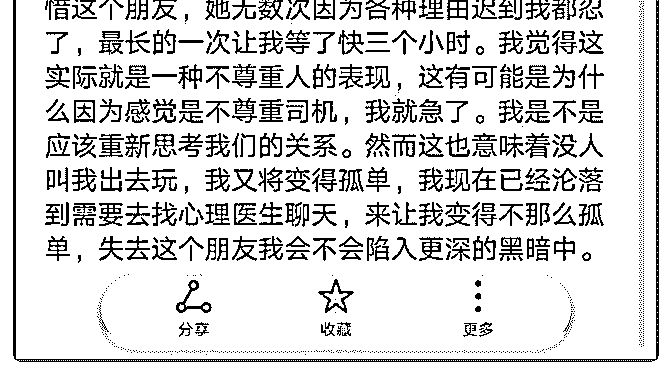 惜这个朋友，她无数次因为各种理由迟到我都忍
了，最长的一次让我等了快三个小时。我觉得这
实际就是一种不尊重人的表现，这有可能是为什
么因为感觉是不尊重司机，我就急了。我是不是
应该重新思考我们的关系。然而这也意味着没人
叫我出去玩，我又将变得孤单，我现在已经沦落
到需要去找心理医生聊天，来让我变得不那么孤
单，失去这个朋友我会不会陷入更深的黑暗中。
分享 收藏 更多